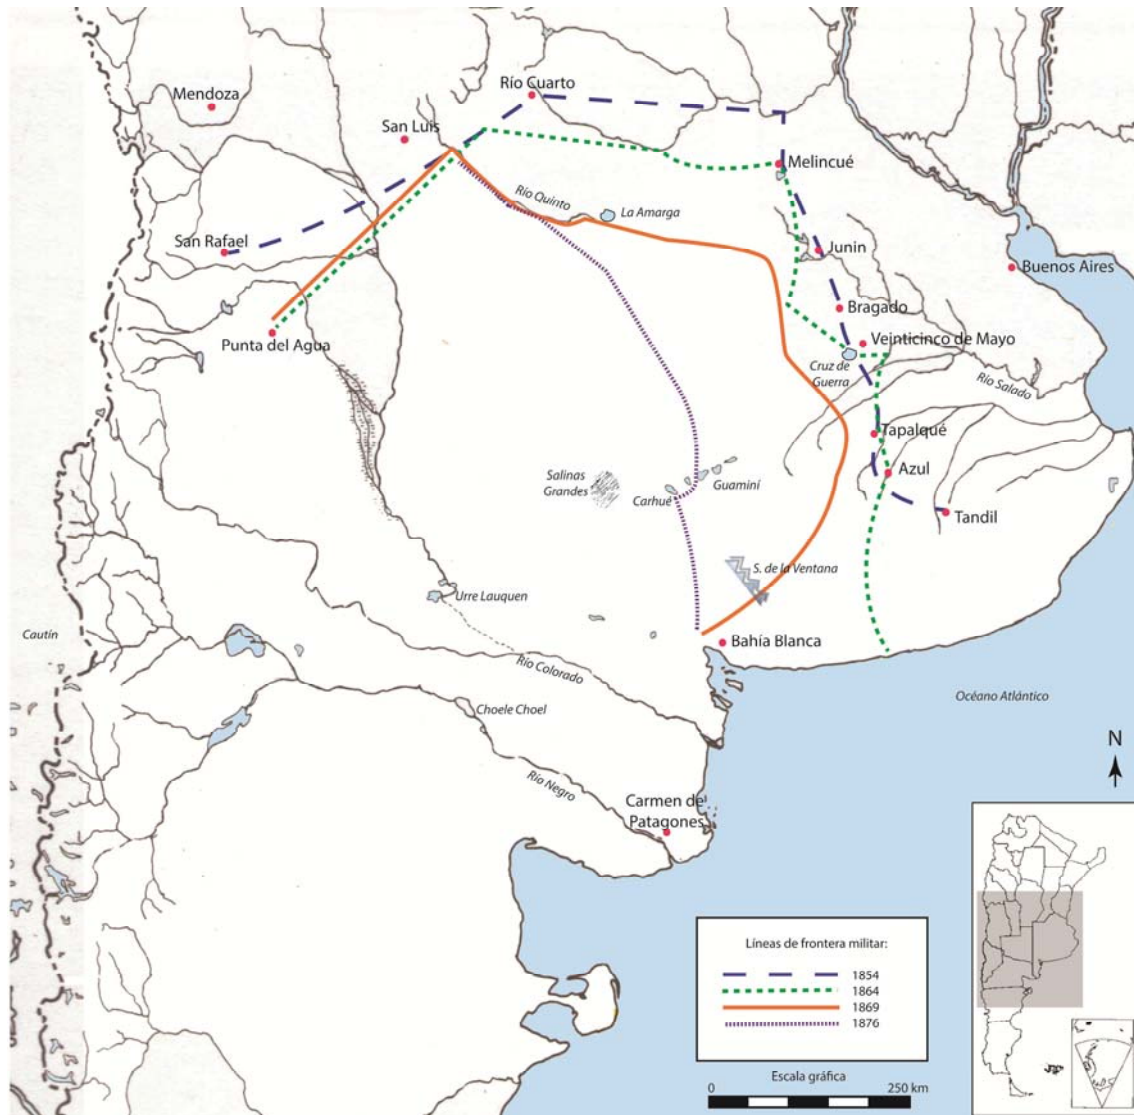 Río Cuarto
Mendoza
San Luis
Melincué
Río Quinto
La Amarga
San Rafael
Junin
Buenos Aires
Bragado
Punta del Agua
Veinticinco de Mayo
Cruz de
Guerra
Río Salado
Tapalqué
Azul
Salinas
Grandes
Guaminí
Carhué
Tandil
S. de la Ventana
Urre Lauquen
Cautín
Bahía Blanca
Río Colorado
Océano Atlántico
Choele Choel
N
Río Negro
Carmen de
Patagones
Líneas de frontera militar:
1854
1864
1869
1876
Escala gráfica
0 250 km